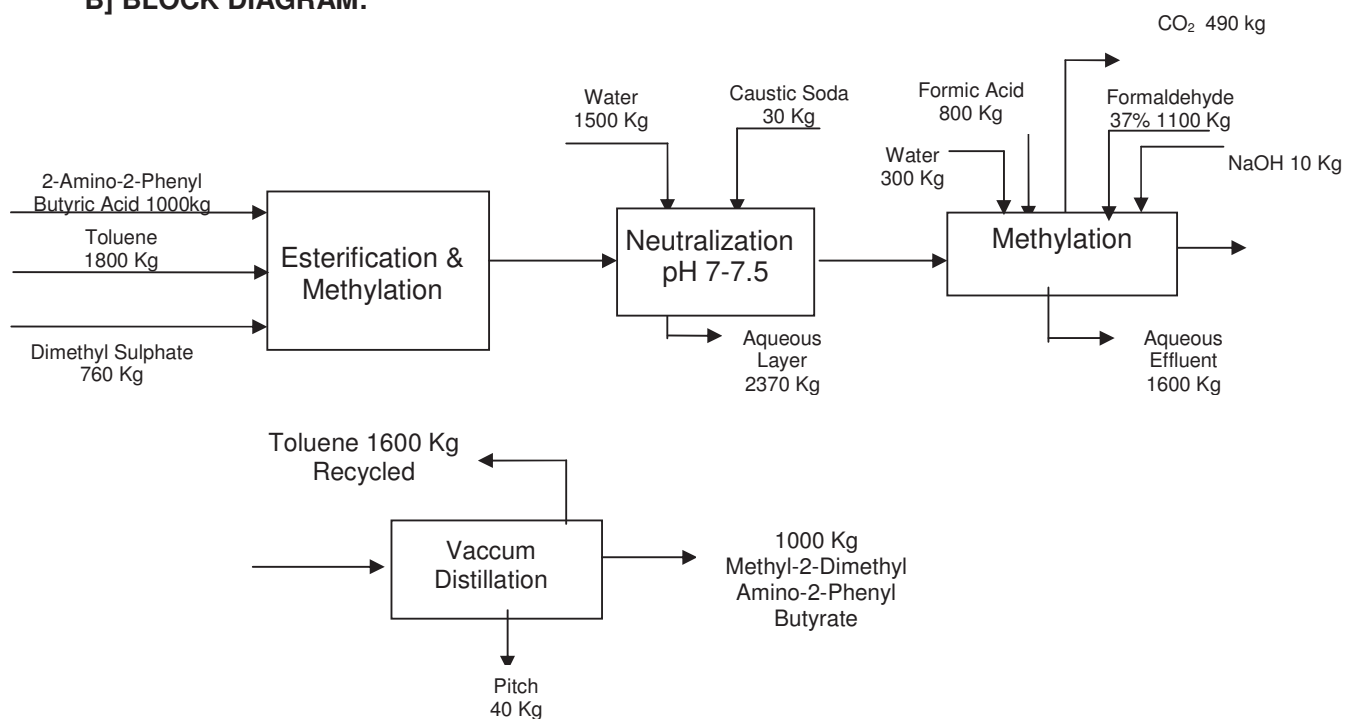 B] BLOCK DIAGRAM:
CO₂ 490 kg
Water
1500 Kg
Caustic Soda
30 Kg
Formic Acid
800 Kg
Formaldehyde
37% 1100 Kg
Water
300 Kg
NaOH 10 Kg
2-Amino-2-Phenyl
Butyric Acid 1000kg
Toluene
1800 Kg
Dimethyl Sulphate
760 Kg
Esterification &
Methylation
Neutralization
pH 7-7.5
Methylation
Aqueous
Layer
2370 Kg
Aqueous
Effluent
1600 Kg
Toluene 1600 Kg
Recycled
Vaccum
Distillation
1000 Kg
Methyl-2-Dimethyl
Amino-2-Phenyl
Butyrate
Pitch
40 Kg